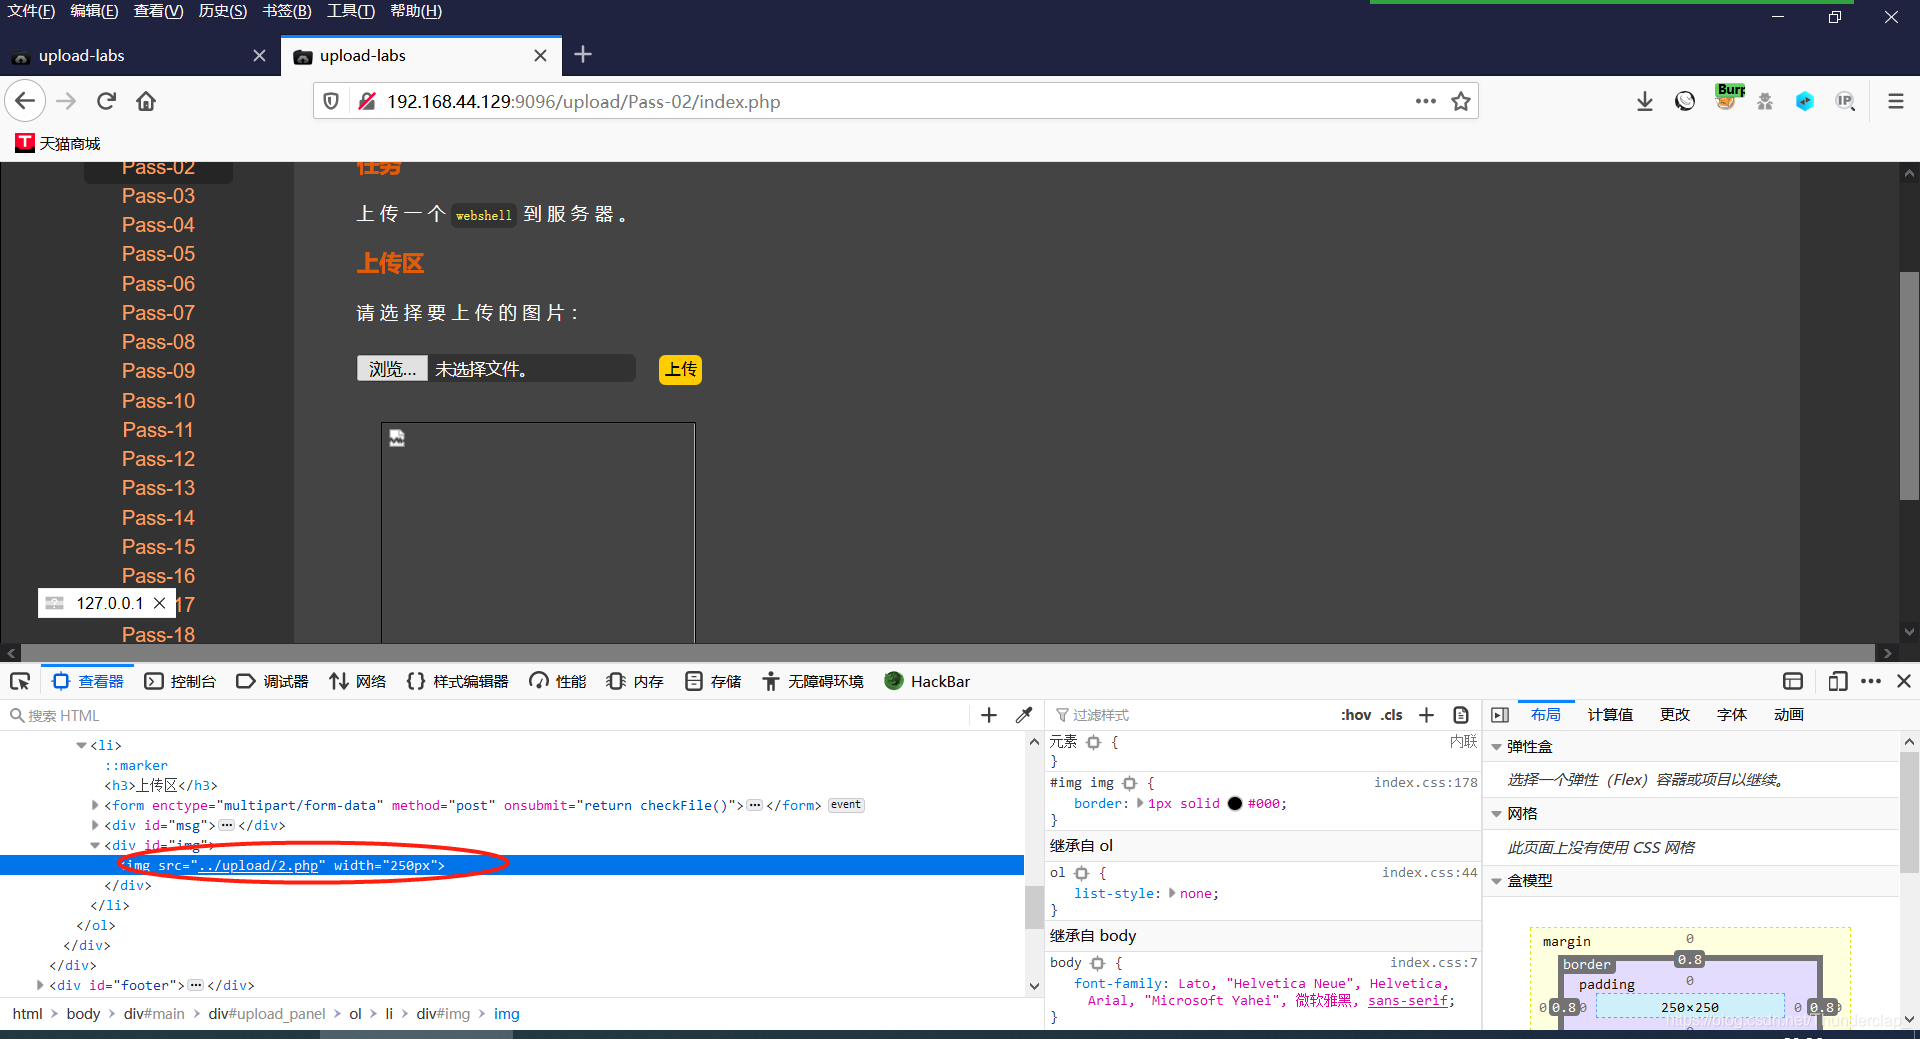 文件(F) 编辑(E) 查看(V) 历史(S) 书签(B) 工具(T) 帮助(H)
upload-labs
upload-labs
192.168.44.129:9096/upload/Pass-02/index.php
Burp
IP
天猫商城
Pass-02
Pass-03
Pass-04
Pass-05
Pass-06
Pass-07
Pass-08
Pass-09
Pass-10
Pass-11
Pass-12
Pass-13
Pass-14
Pass-15
Pass-16
17
Pass-18
127.0.0.1
任务
上传一个 webshell 到服务器。
上传区
请选择要上传的图片：
浏览... 未选择文件。 上传
查看器 控制台 调试器 网络 样式编辑器 性能 内存 存储 无障碍环境 HackBar
搜索 HTML
<li>
::marker
<h3>上传区</h3>
<form enctype="multipart/form-data" method="post" onsubmit="return checkFile()">…</form> event
<div id="msg">…</div>
<div id="img">
<img src="../upload/2.php" width="250px">
</div>
</li>
</ol>
</div>
</div>
<div id="footer">…</div>
html > body > div#main > div#upload_panel > ol > li > div#img > img
过滤样式 :hov .cls
元素 { 内联
}
#img img { index.css:178
border: 1px solid #000;
}
继承自 ol
ol { index.css:44
list-style: none;
}
继承自 body
body { index.css:7
font-family: Lato, "Helvetica Neue", Helvetica,
Arial, "Microsoft Yahei", 微软雅黑, sans-serif;
}
布局 计算值 更改 字体 动画
弹性盒
选择一个弹性（Flex）容器或项目以继续。
网格
此页面上没有使用 CSS 网格
盒模型
margin 0
border 0.8
padding 0
0 0.8 0 250×250 0 0.8 0